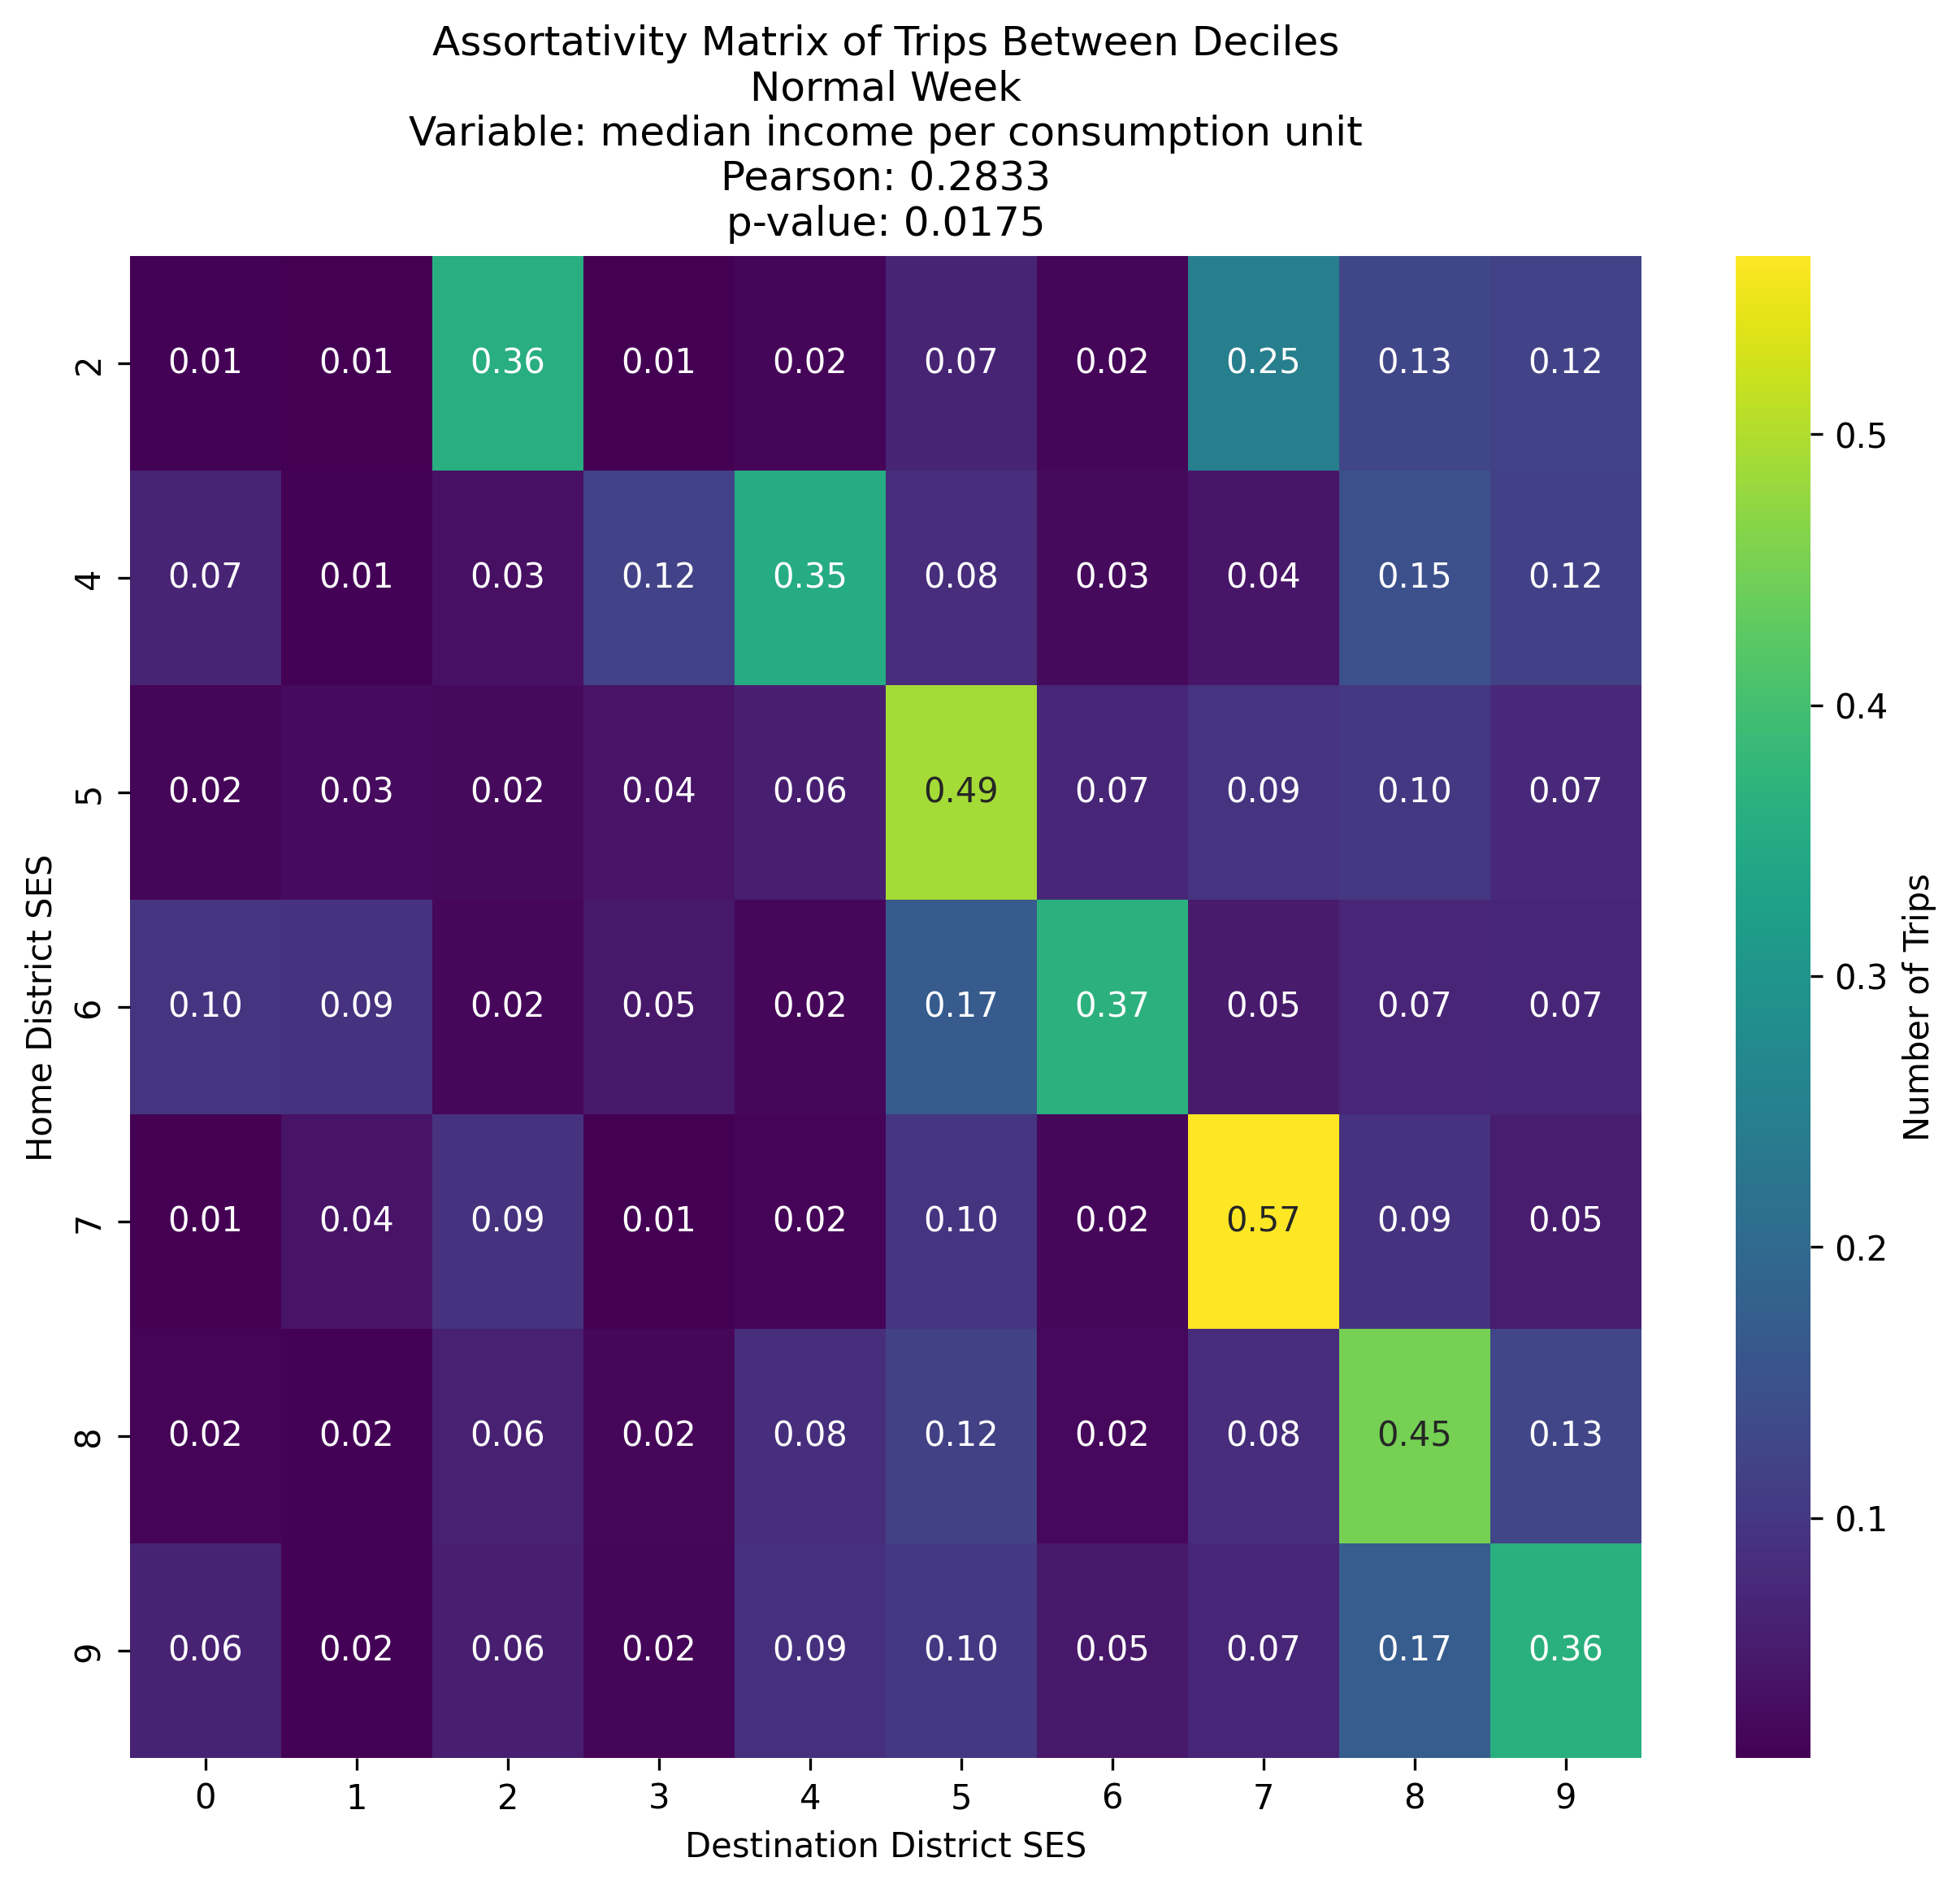 Assortativity Matrix of Trips Between Deciles
Normal Week
Variable: median income per consumption unit
Pearson: 0.2833
p-value: 0.0175
2 0.01 0.01 0.36 0.01 0.02 0.07 0.02 0.25 0.13 0.12
4 0.07 0.01 0.03 0.12 0.35 0.08 0.03 0.04 0.15 0.12
5 0.02 0.03 0.02 0.04 0.06 0.49 0.07 0.09 0.10 0.07
6 0.10 0.09 0.02 0.05 0.02 0.17 0.37 0.05 0.07 0.07
7 0.01 0.04 0.09 0.01 0.02 0.10 0.02 0.57 0.09 0.05
8 0.02 0.02 0.06 0.02 0.08 0.12 0.02 0.08 0.45 0.13
9 0.06 0.02 0.06 0.02 0.09 0.10 0.05 0.07 0.17 0.36
0 1 2 3 4 5 6 7 8 9
Destination District SES
Home District SES
0.5
0.4
0.3
0.2
0.1
Number of Trips